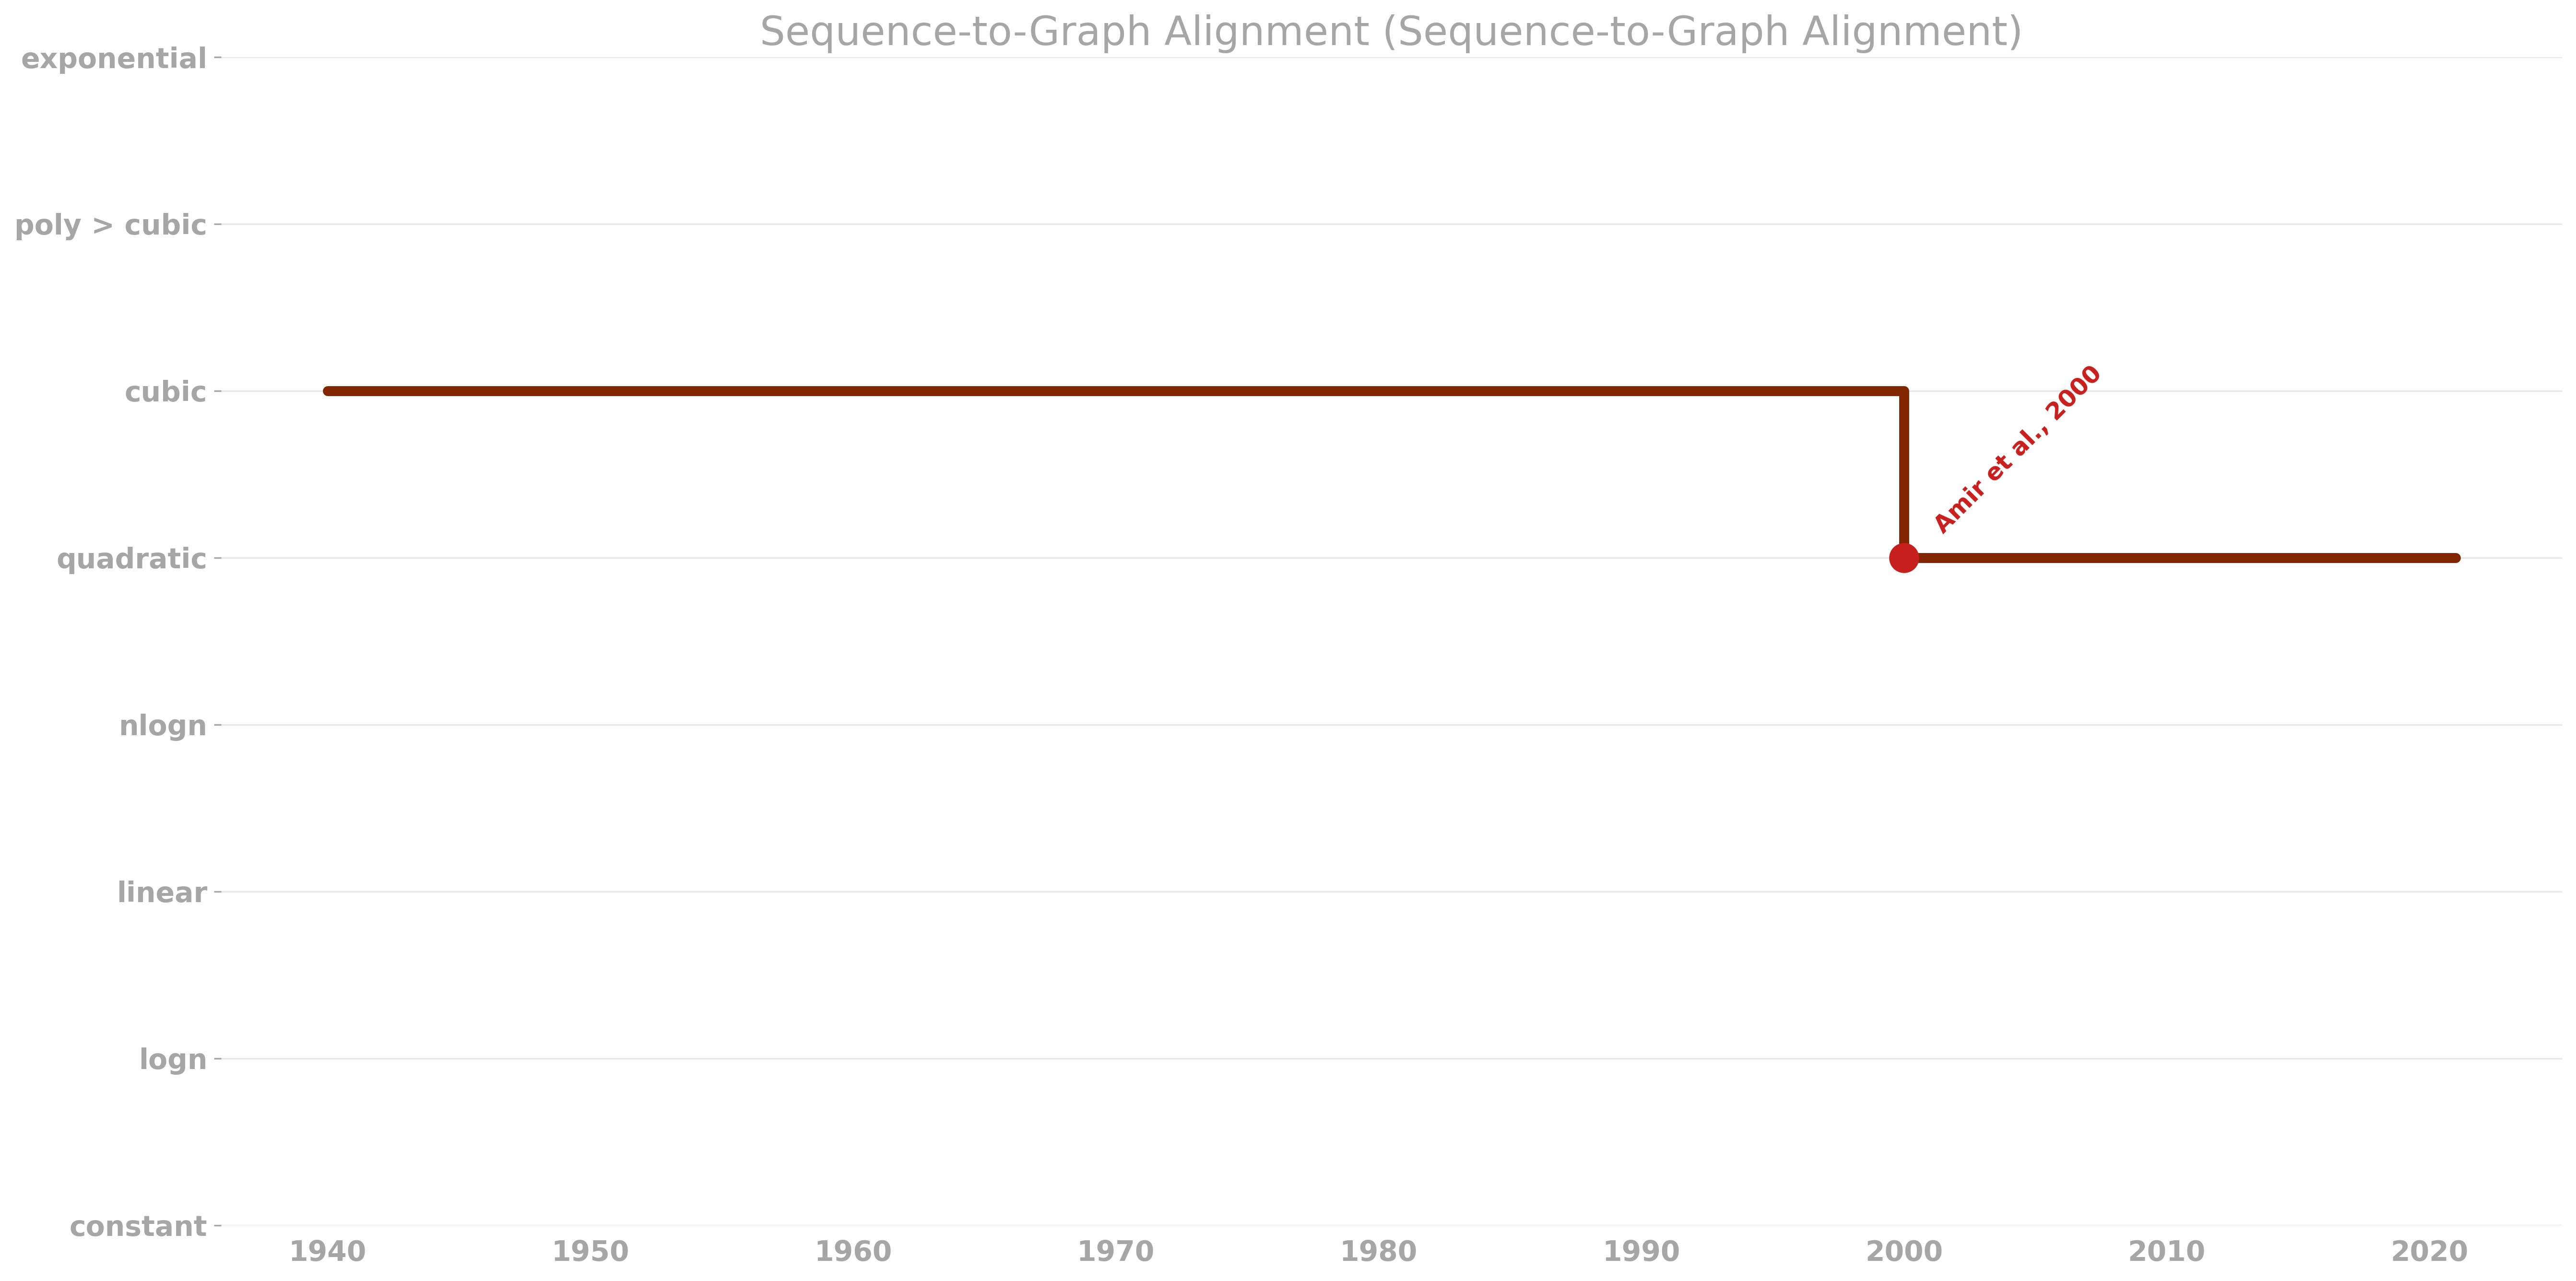 Sequence-to-Graph Alignment (Sequence-to-Graph Alignment)
exponential
poly > cubic
cubic
quadratic
nlogn
linear
logn
constant
Amir et al., 2000
1940 1950 1960 1970 1980 1990 2000 2010 2020